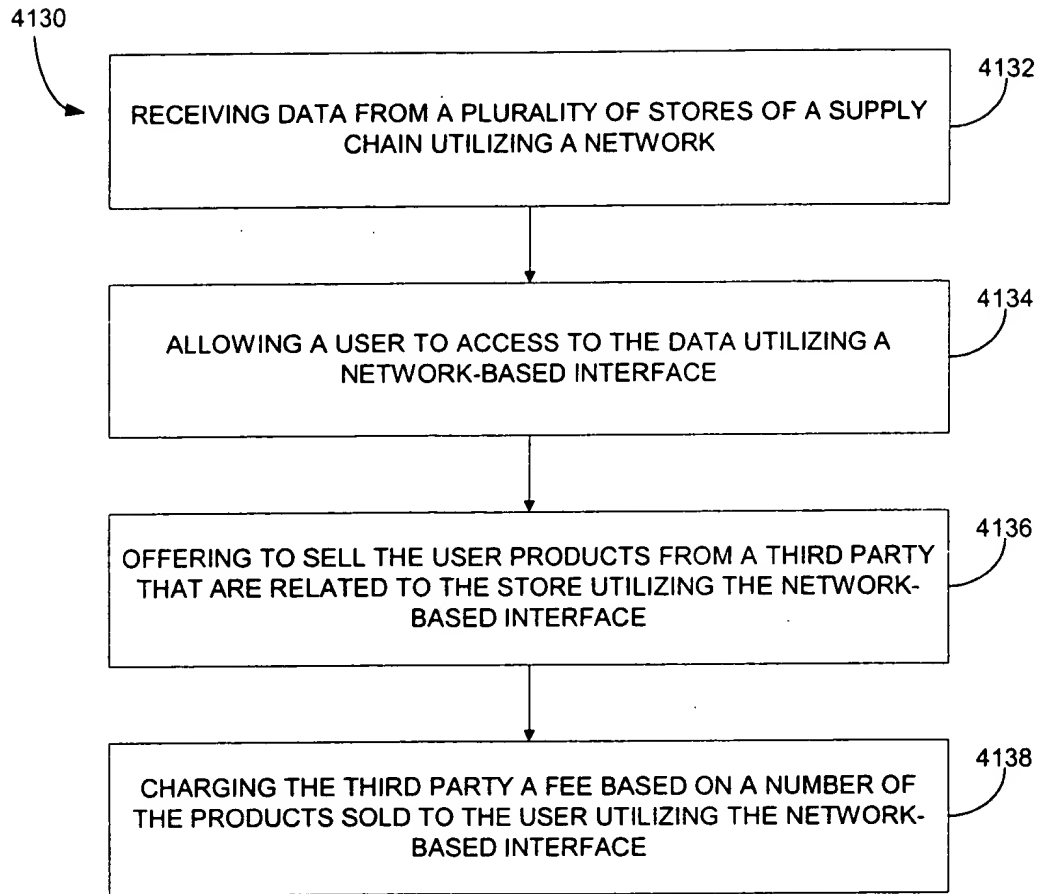 4130
4132
RECEIVING DATA FROM A PLURALITY OF STORES OF A SUPPLY
CHAIN UTILIZING A NETWORK
4134
ALLOWING A USER TO ACCESS TO THE DATA UTILIZING A
NETWORK-BASED INTERFACE
4136
OFFERING TO SELL THE USER PRODUCTS FROM A THIRD PARTY
THAT ARE RELATED TO THE STORE UTILIZING THE NETWORK-
BASED INTERFACE
4138
CHARGING THE THIRD PARTY A FEE BASED ON A NUMBER OF
THE PRODUCTS SOLD TO THE USER UTILIZING THE NETWORK-
BASED INTERFACE